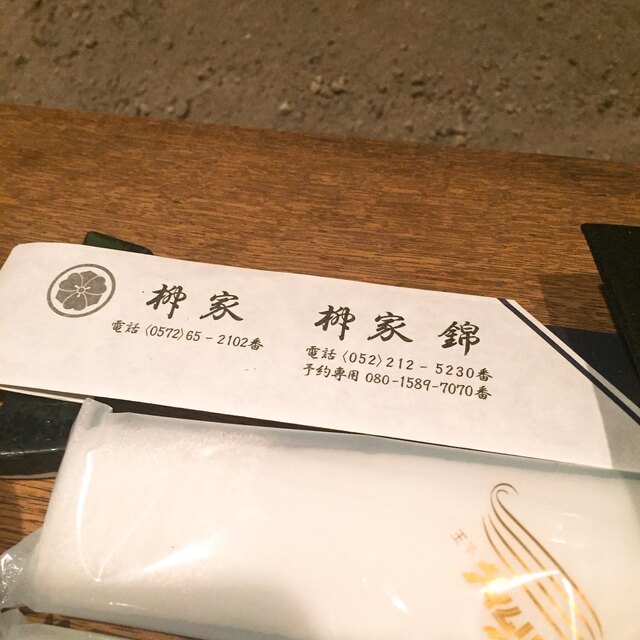 柳家
電話(0572)65-2102番
柳家 錦
電話(052)212-5230番
予約専用 080-1589-7070番